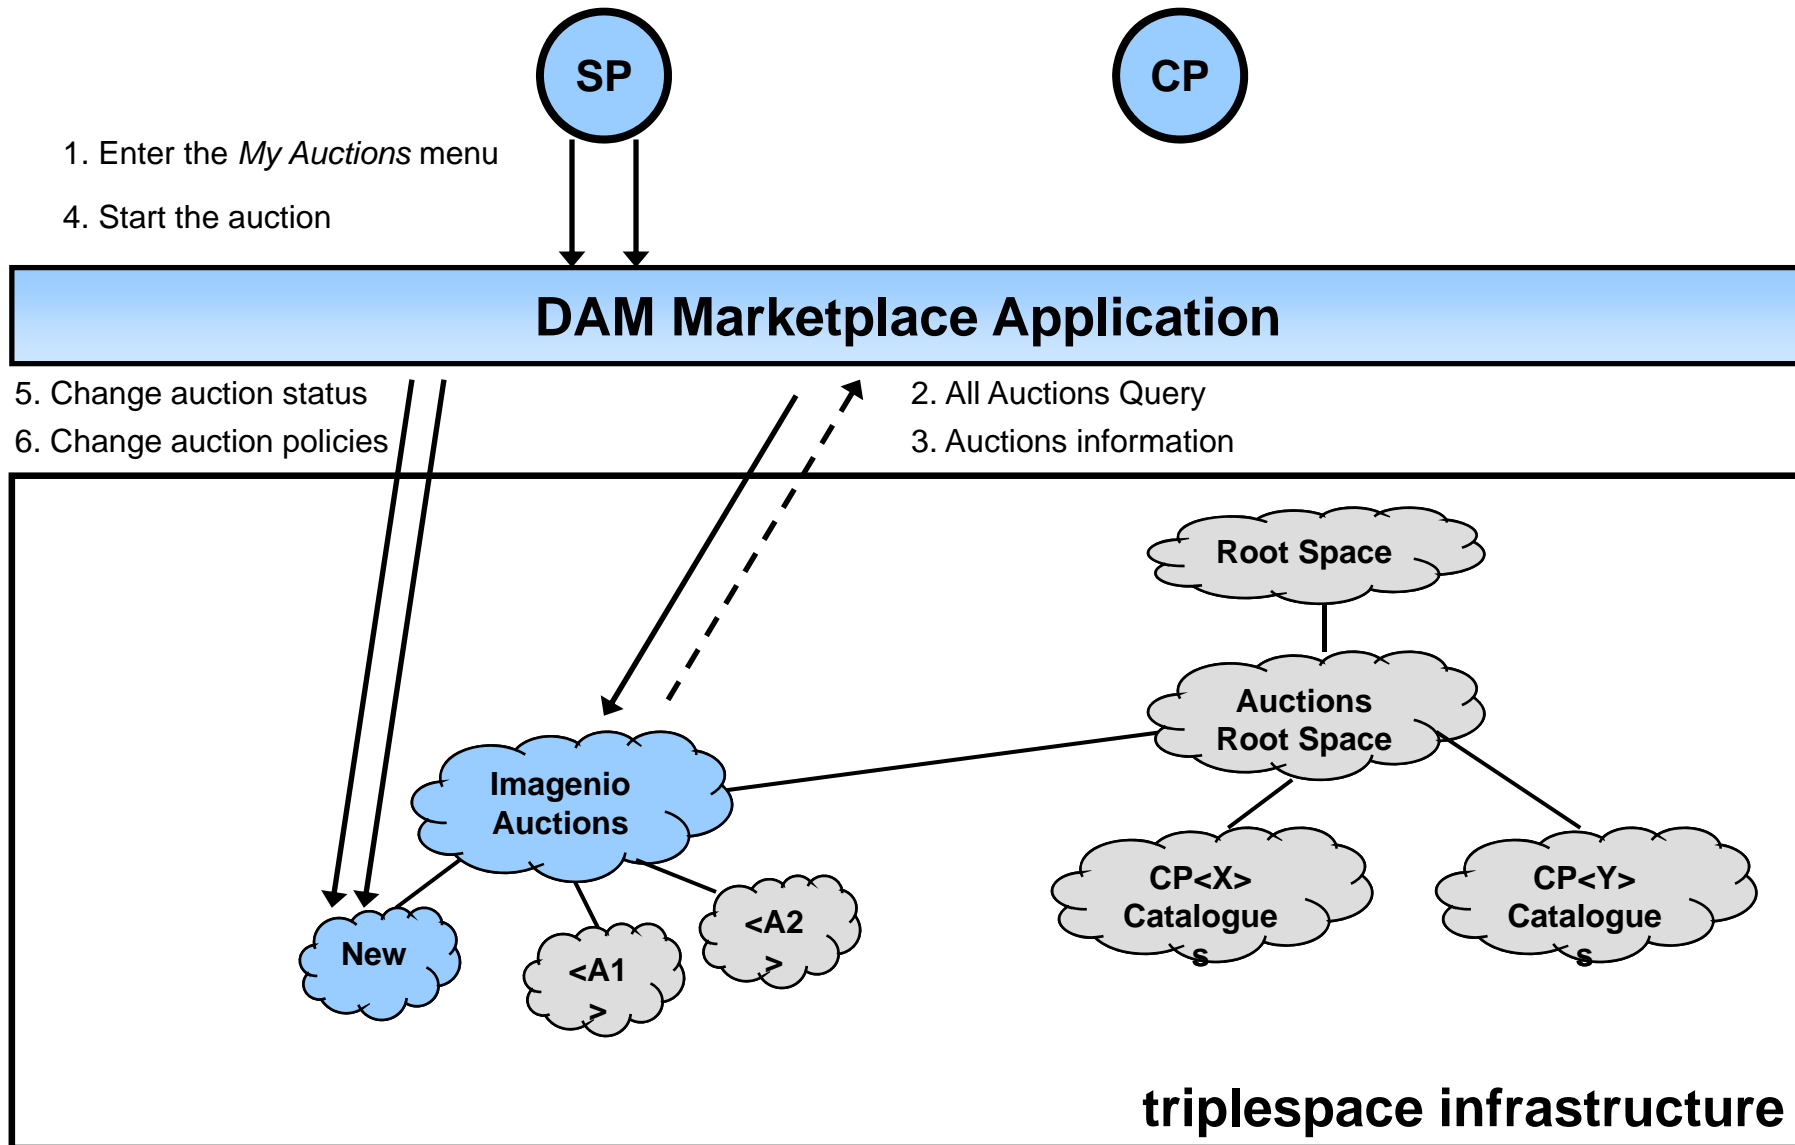 SP
CP
1. Enter the My Auctions menu
4. Start the auction
DAM Marketplace Application
5. Change auction status
6. Change auction policies
2. All Auctions Query
3. Auctions information
Root Space
Auctions
Root Space
Imagenio
Auctions
CP<X>
Catalogue
s
CP<Y>
Catalogue
s
New
<A1
>
<A2
>
triplespace infrastructure